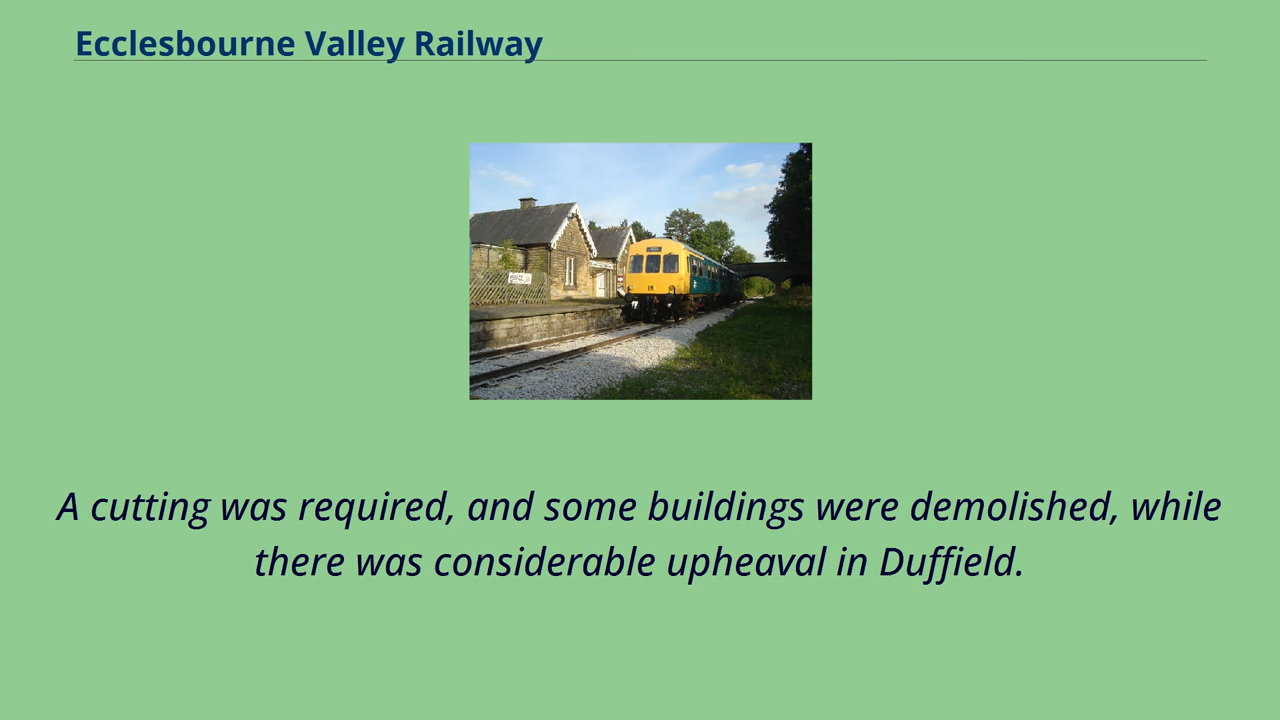 Ecclesbourne Valley Railway
A cutting was required, and some buildings were demolished, while
there was considerable upheaval in Duffield.